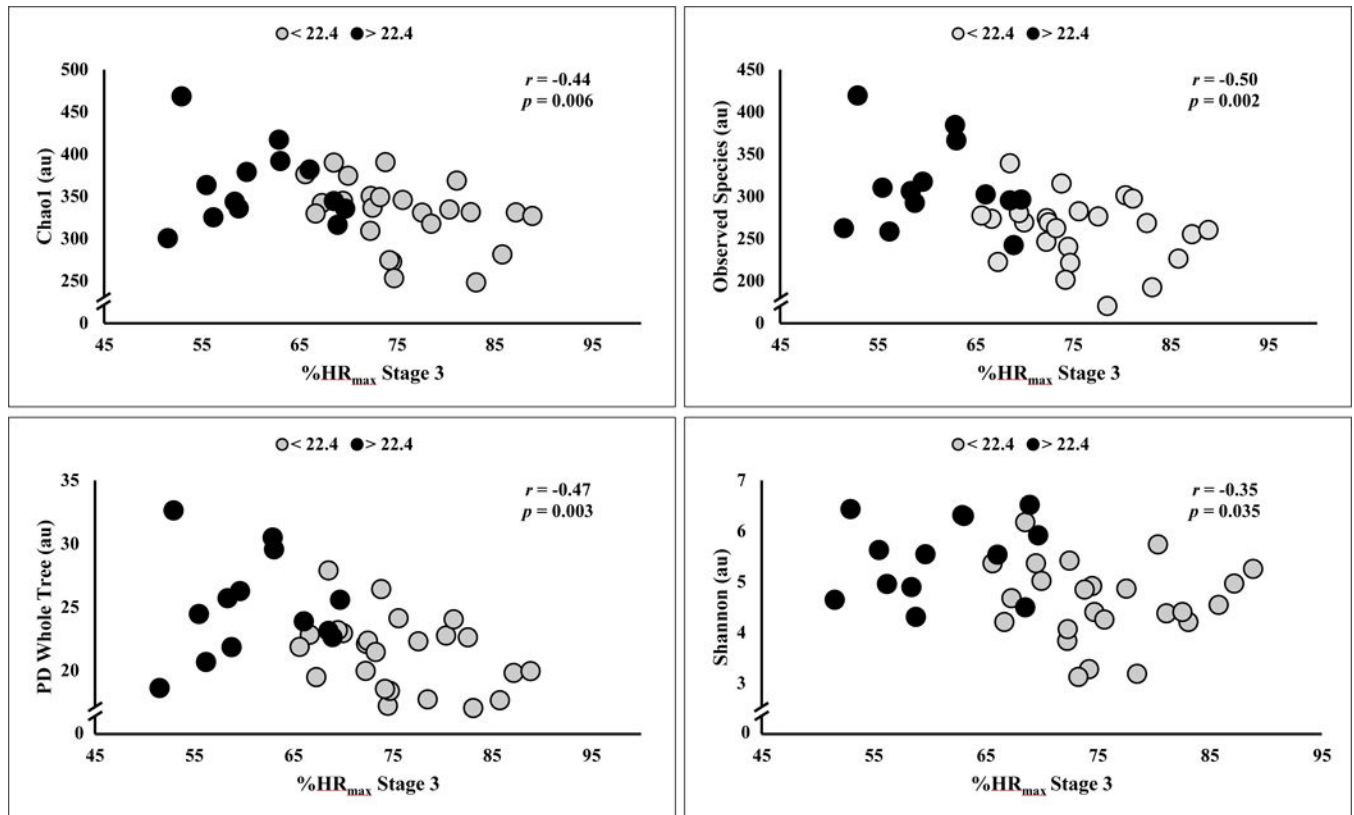 < 22.4 > 22.4
r = -0.44
p = 0.006
Chao1 (au)
500
450
400
350
300
250
0
45 55 65 75 85 95
%HRmax Stage 3
< 22.4 > 22.4
r = -0.50
p = 0.002
Observed Species (au)
450
400
350
300
250
200
0
45 55 65 75 85 95
%HRmax Stage 3
< 22.4 > 22.4
r = -0.47
p = 0.003
PD Whole Tree (au)
35
30
25
20
0
45 55 65 75 85 95
%HRmax Stage 3
< 22.4 > 22.4
r = -0.35
p = 0.035
Shannon (au)
7
6
5
4
3
0
45 55 65 75 85 95
%HRmax Stage 3